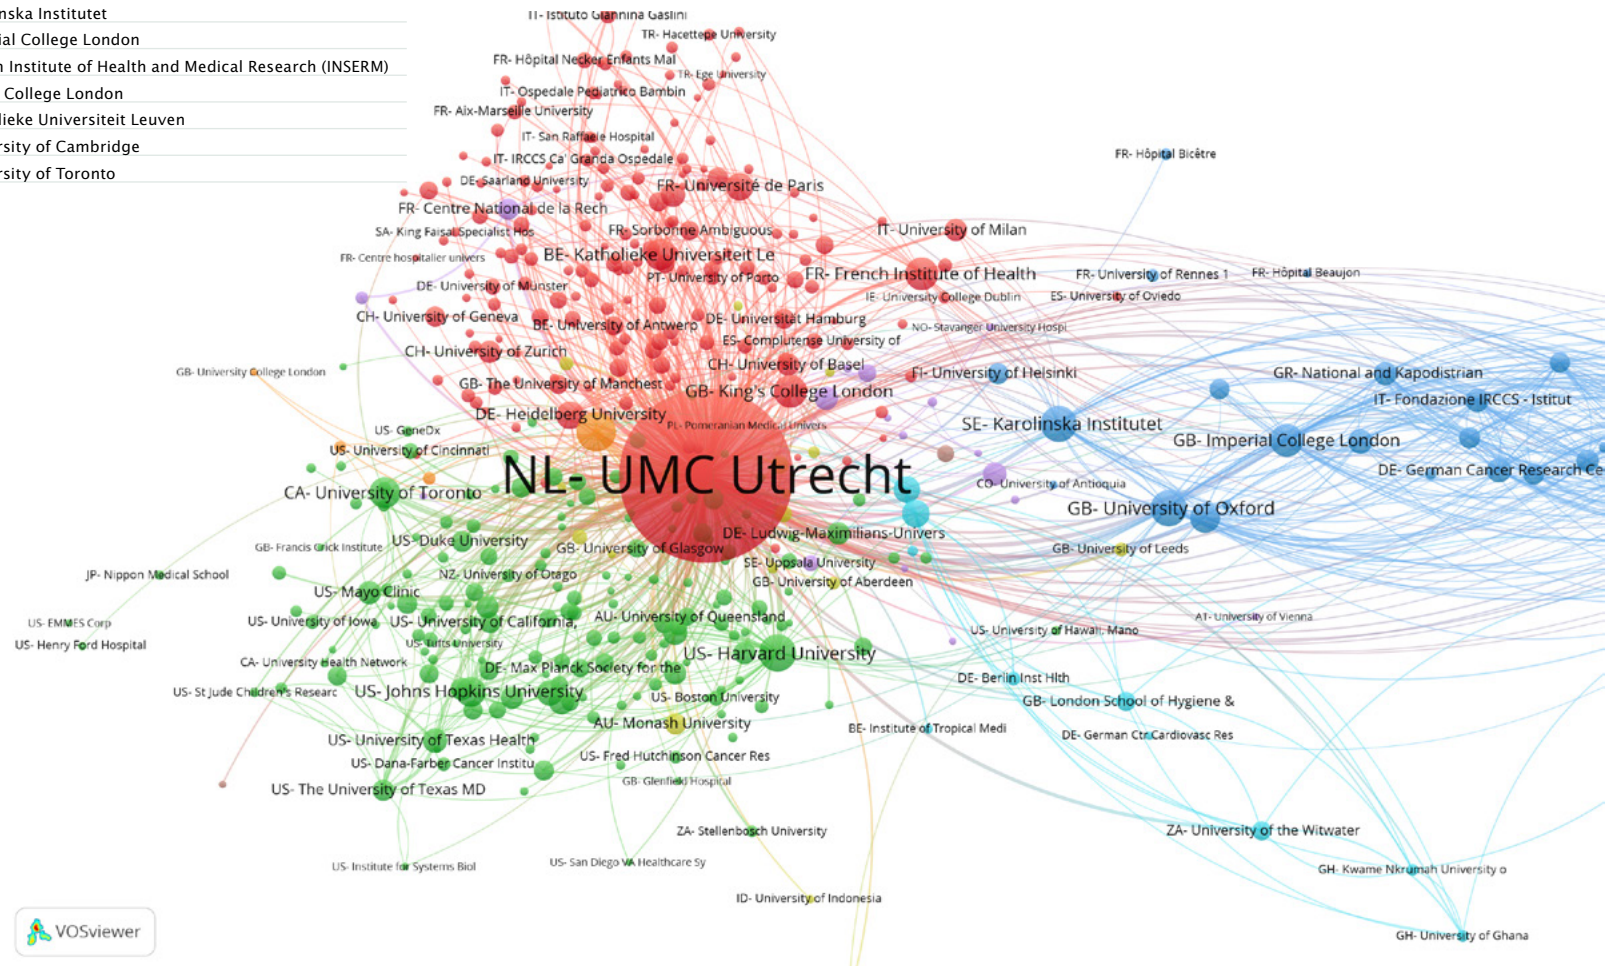 nska Institutet
ial College London
n Institute of Health and Medical Research (INSERM)
College London
lieke Universiteit Leuven
rsity of Cambridge
rsity of Toronto
IT- Istituto Giannina Gaslini
TR- Hacettepe University
FR- Hôpital Necker Enfants Mal
TR- Ege University
IT- Ospedale Pediatrico Bambin
FR- Aix-Marseille University
IT- San Raffaele Hospital
FR- Hôpital Bicêtre
IT- IRCCS Ca' Granda Ospedale
DE- Saarland University
FR- Université de Paris
FR- Centre National de la Rech
SA- King Faisal Specialist Hos
FR- Sorbonne Ambiguous
IT- University of Milan
FR- Centre hospitalier univers
BE- Katholieke Universiteit Le
PT- University of Porto
FR- French Institute of Health
FR- University of Rennes 1
FR- Hôpital Beaujon
DE- University of Munster
IE- University College Dublin
ES- University of Oviedo
CH- University of Geneva
BE- University of Antwerp
DE- Universität Hamburg
NO- Stavanger University Hospi
ES- Complutense University of
CH- University of Zurich
CH- University of Basel
GB- University College London
FI- University of Helsinki
GR- National and Kapodistrian
GB- The University of Manchest
GB- King's College London
IT- Fondazione IRCCS - Istitut
DE- Heidelberg University
PL- Pomeranian Medical Univers
SE- Karolinska Institutet
US- GeneDx
GB- Imperial College London
US- University of Cincinnati
NL- UMC Utrecht
DE- German Cancer Research Ce
CO- University of Antioquia
CA- University of Toronto
GB- University of Oxford
DE- Ludwig-Maximilians-Univers
US- Duke University
GB- Francis Crick Institute
GB- University of Glasgow
GB- University of Leeds
SE- Uppsala University
JP- Nippon Medical School
NZ- University of Otago
GB- University of Aberdeen
US- Mayo Clinic
US- EMMES Corp
US- University of Iowa
US- University of California,
AU- University of Queensland
AT- University of Vienna
US- University of Hawaii, Mano
US- Henry Ford Hospital
US- Tufts University
US- Harvard University
CA- University Health Network
DE- Max Planck Society for the
DE- Berlin Inst Hlth
US- St Jude Children's Researc
US- Johns Hopkins University
US- Boston University
GB- London School of Hygiene &
AU- Monash University
BE- Institute of Tropical Medi
DE- German Ctr Cardiovasc Res
US- University of Texas Health
US- Dana-Farber Cancer Institu
US- Fred Hutchinson Cancer Res
GB- Glenfield Hospital
US- The University of Texas MD
ZA- Stellenbosch University
ZA- University of the Witwater
US- Institute for Systems Biol
US- San Diego VA Healthcare Sy
GH- Kwame Nkrumah University o
ID- University of Indonesia
VOSviewer
GH- University of Ghana